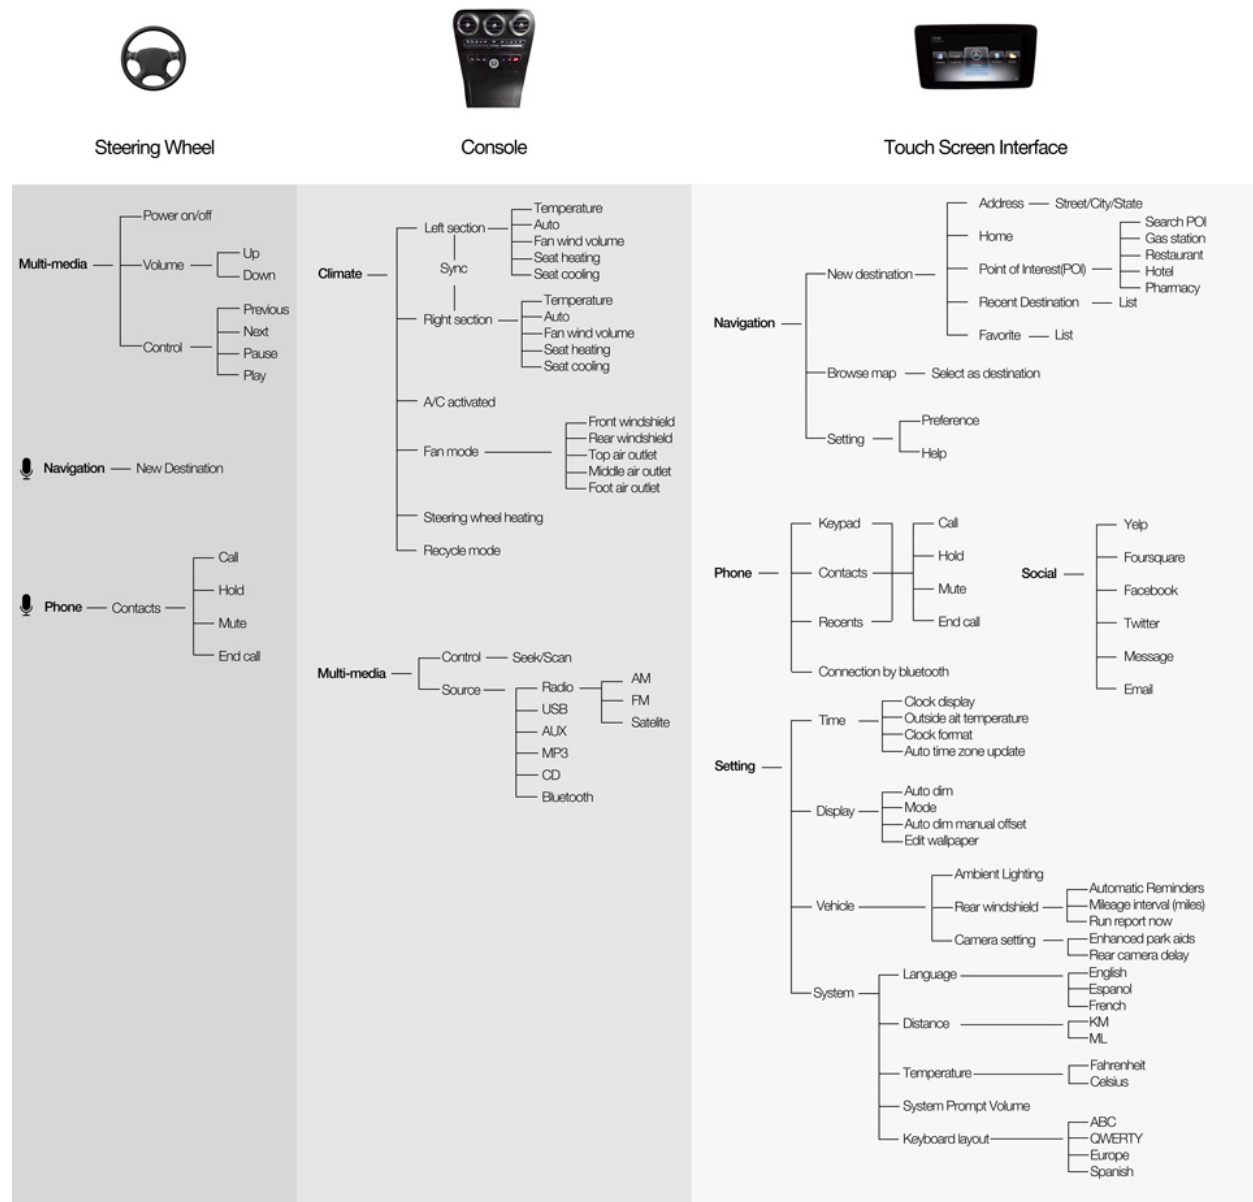 Steering Wheel
Console
Touch Screen Interface
Multi-media
Power on/off
Volume
Up
Down
Control
Previous
Next
Pause
Play
Navigation
New Destination
Phone
Contacts
Call
Hold
Mute
End call
Climate
Left section
Temperature
Auto
Fan wind volume
Seat heating
Seat cooling
Sync
Right section
Temperature
Auto
Fan wind volume
Seat heating
Seat cooling
A/C activated
Fan mode
Front windshield
Rear windshield
Top air outlet
Middle air outlet
Foot air outlet
Steering wheel heating
Recycle mode
Multi-media
Control
Seek/Scan
Source
Radio
AM
FM
Satelite
USB
AUX
MP3
CD
Bluetooth
Navigation
New destination
Address
Street/City/State
Home
Point of Interest(POI)
Search POI
Gas station
Restaurant
Hotel
Pharmacy
Recent Destination
List
Favorite
List
Browse map
Select as destination
Setting
Preference
Help
Phone
Keypad
Contacts
Recents
Call
Hold
Mute
End call
Connection by bluetooth
Social
Yelp
Foursquare
Facebook
Twitter
Message
Email
Setting
Time
Clock display
Outside ait temperature
Clock format
Auto time zone update
Display
Auto dim
Mode
Auto dim manual offset
Edit wallpaper
Vehicle
Ambient Lighting
Rear windshield
Automatic Reminders
Mileage interval (miles)
Run report now
Camera setting
Enhanced park aids
Rear camera delay
System
Language
English
Espanol
French
Distance
KM
ML
Temperature
Fahrenheit
Celsius
System Prompt Volume
Keyboard layout
ABC
QWERTY
Europe
Spanish